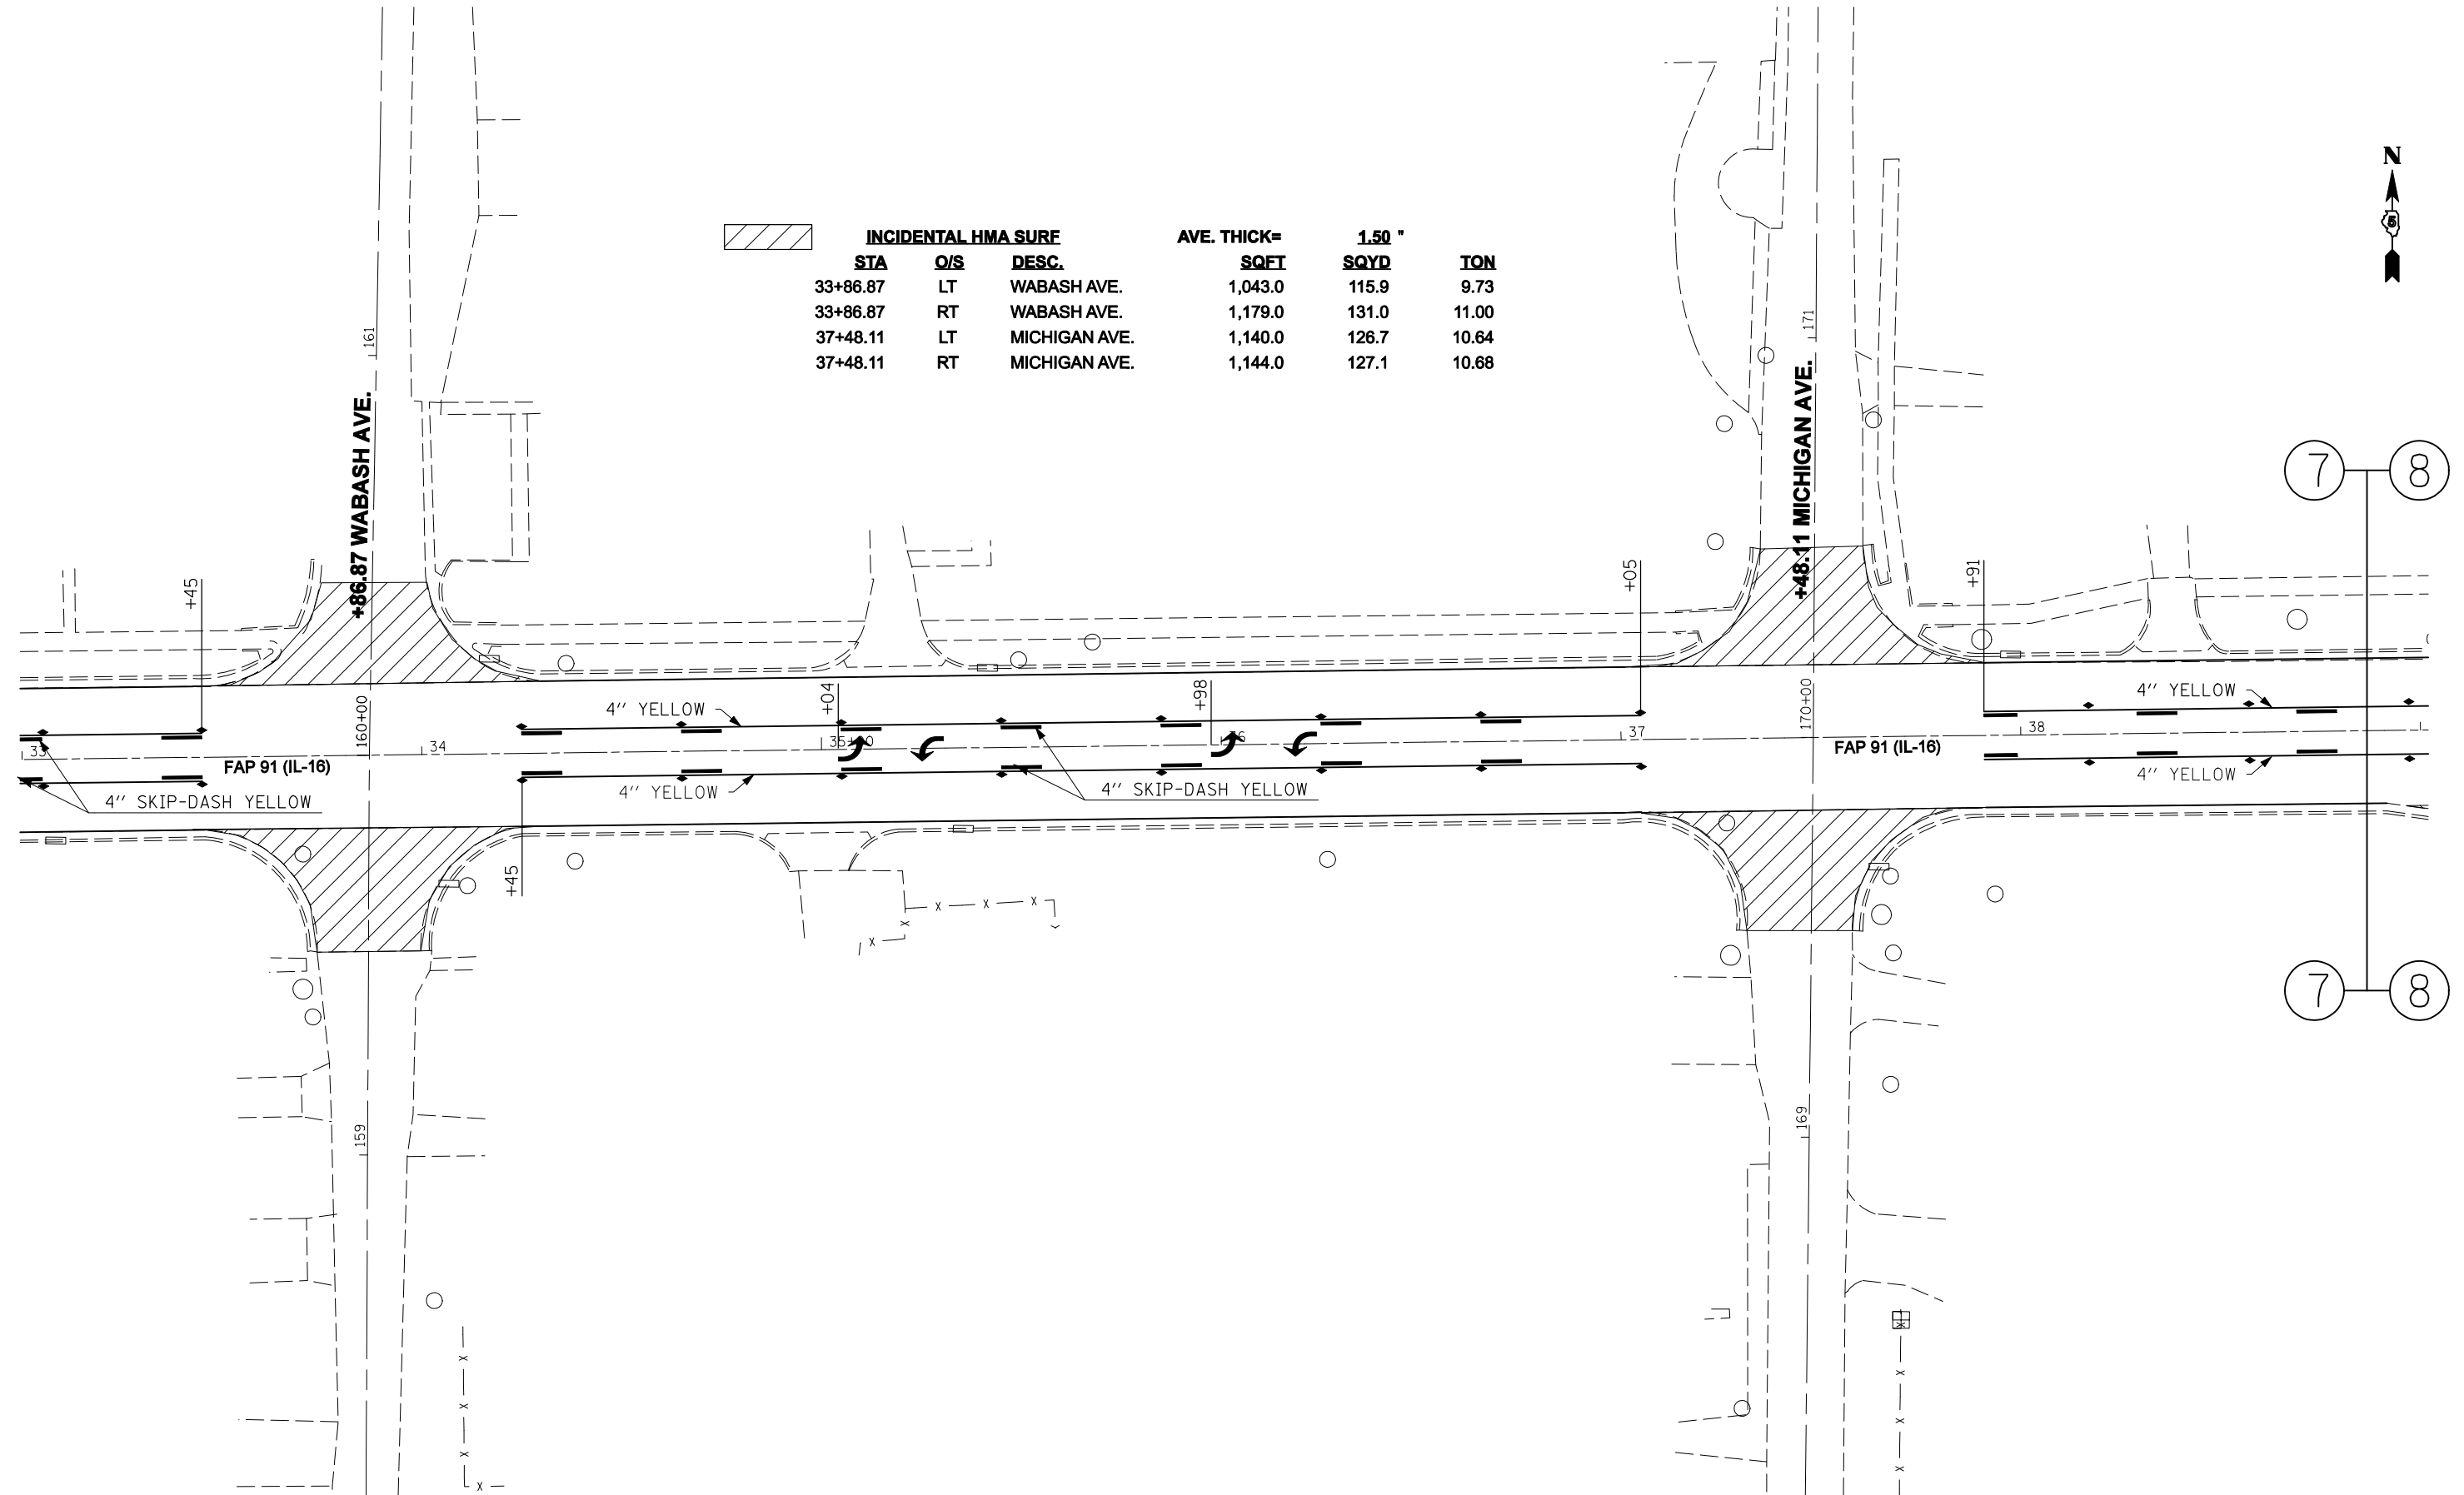 N
5
INCIDENTAL HMA SURF AVE. THICK= 1.50 "
STA O/S DESC. SQFT SQYD TON
33+86.87 LT WABASH AVE. 1,043.0 115.9 9.73
33+86.87 RT WABASH AVE. 1,179.0 131.0 11.00
37+48.11 LT MICHIGAN AVE. 1,140.0 126.7 10.64
37+48.11 RT MICHIGAN AVE. 1,144.0 127.1 10.68
161
171
+86.87 WABASH AVE.
+48.11 MICHIGAN AVE.
7 8
+45
+05
+91
+04
+98
4'' YELLOW
4'' YELLOW
160+00
170+00
33
34
35+00
36
37
38
FAP 91 (IL-16)
FAP 91 (IL-16)
4'' SKIP-DASH YELLOW
4'' YELLOW
4'' SKIP-DASH YELLOW
4'' YELLOW
+45
7 8
159
169